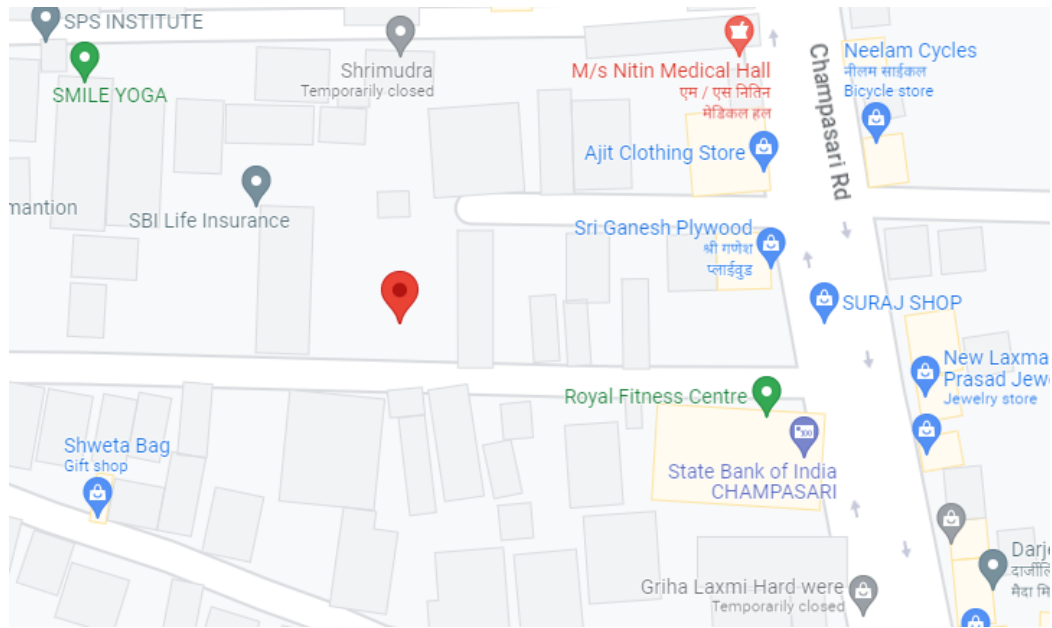 SPS INSTITUTE
SMILE YOGA
Shrimudra
Temporarily closed
M/s Nitin Medical Hall
एम / एस नितिन
मेडिकल हल
Champasari Rd
Neelam Cycles
नीलम साईकल
Bicycle store
Ajit Clothing Store
mantion
SBI Life Insurance
Sri Ganesh Plywood
श्री गणेश
प्लाईवुड
SURAJ SHOP
New Laxma
Prasad Jew
Jewelry store
Royal Fitness Centre
Shweta Bag
Gift shop
State Bank of India
CHAMPASARI
Griha Laxmi Hard were
Temporarily closed
Darje
दार्जीलि
मैदा मि